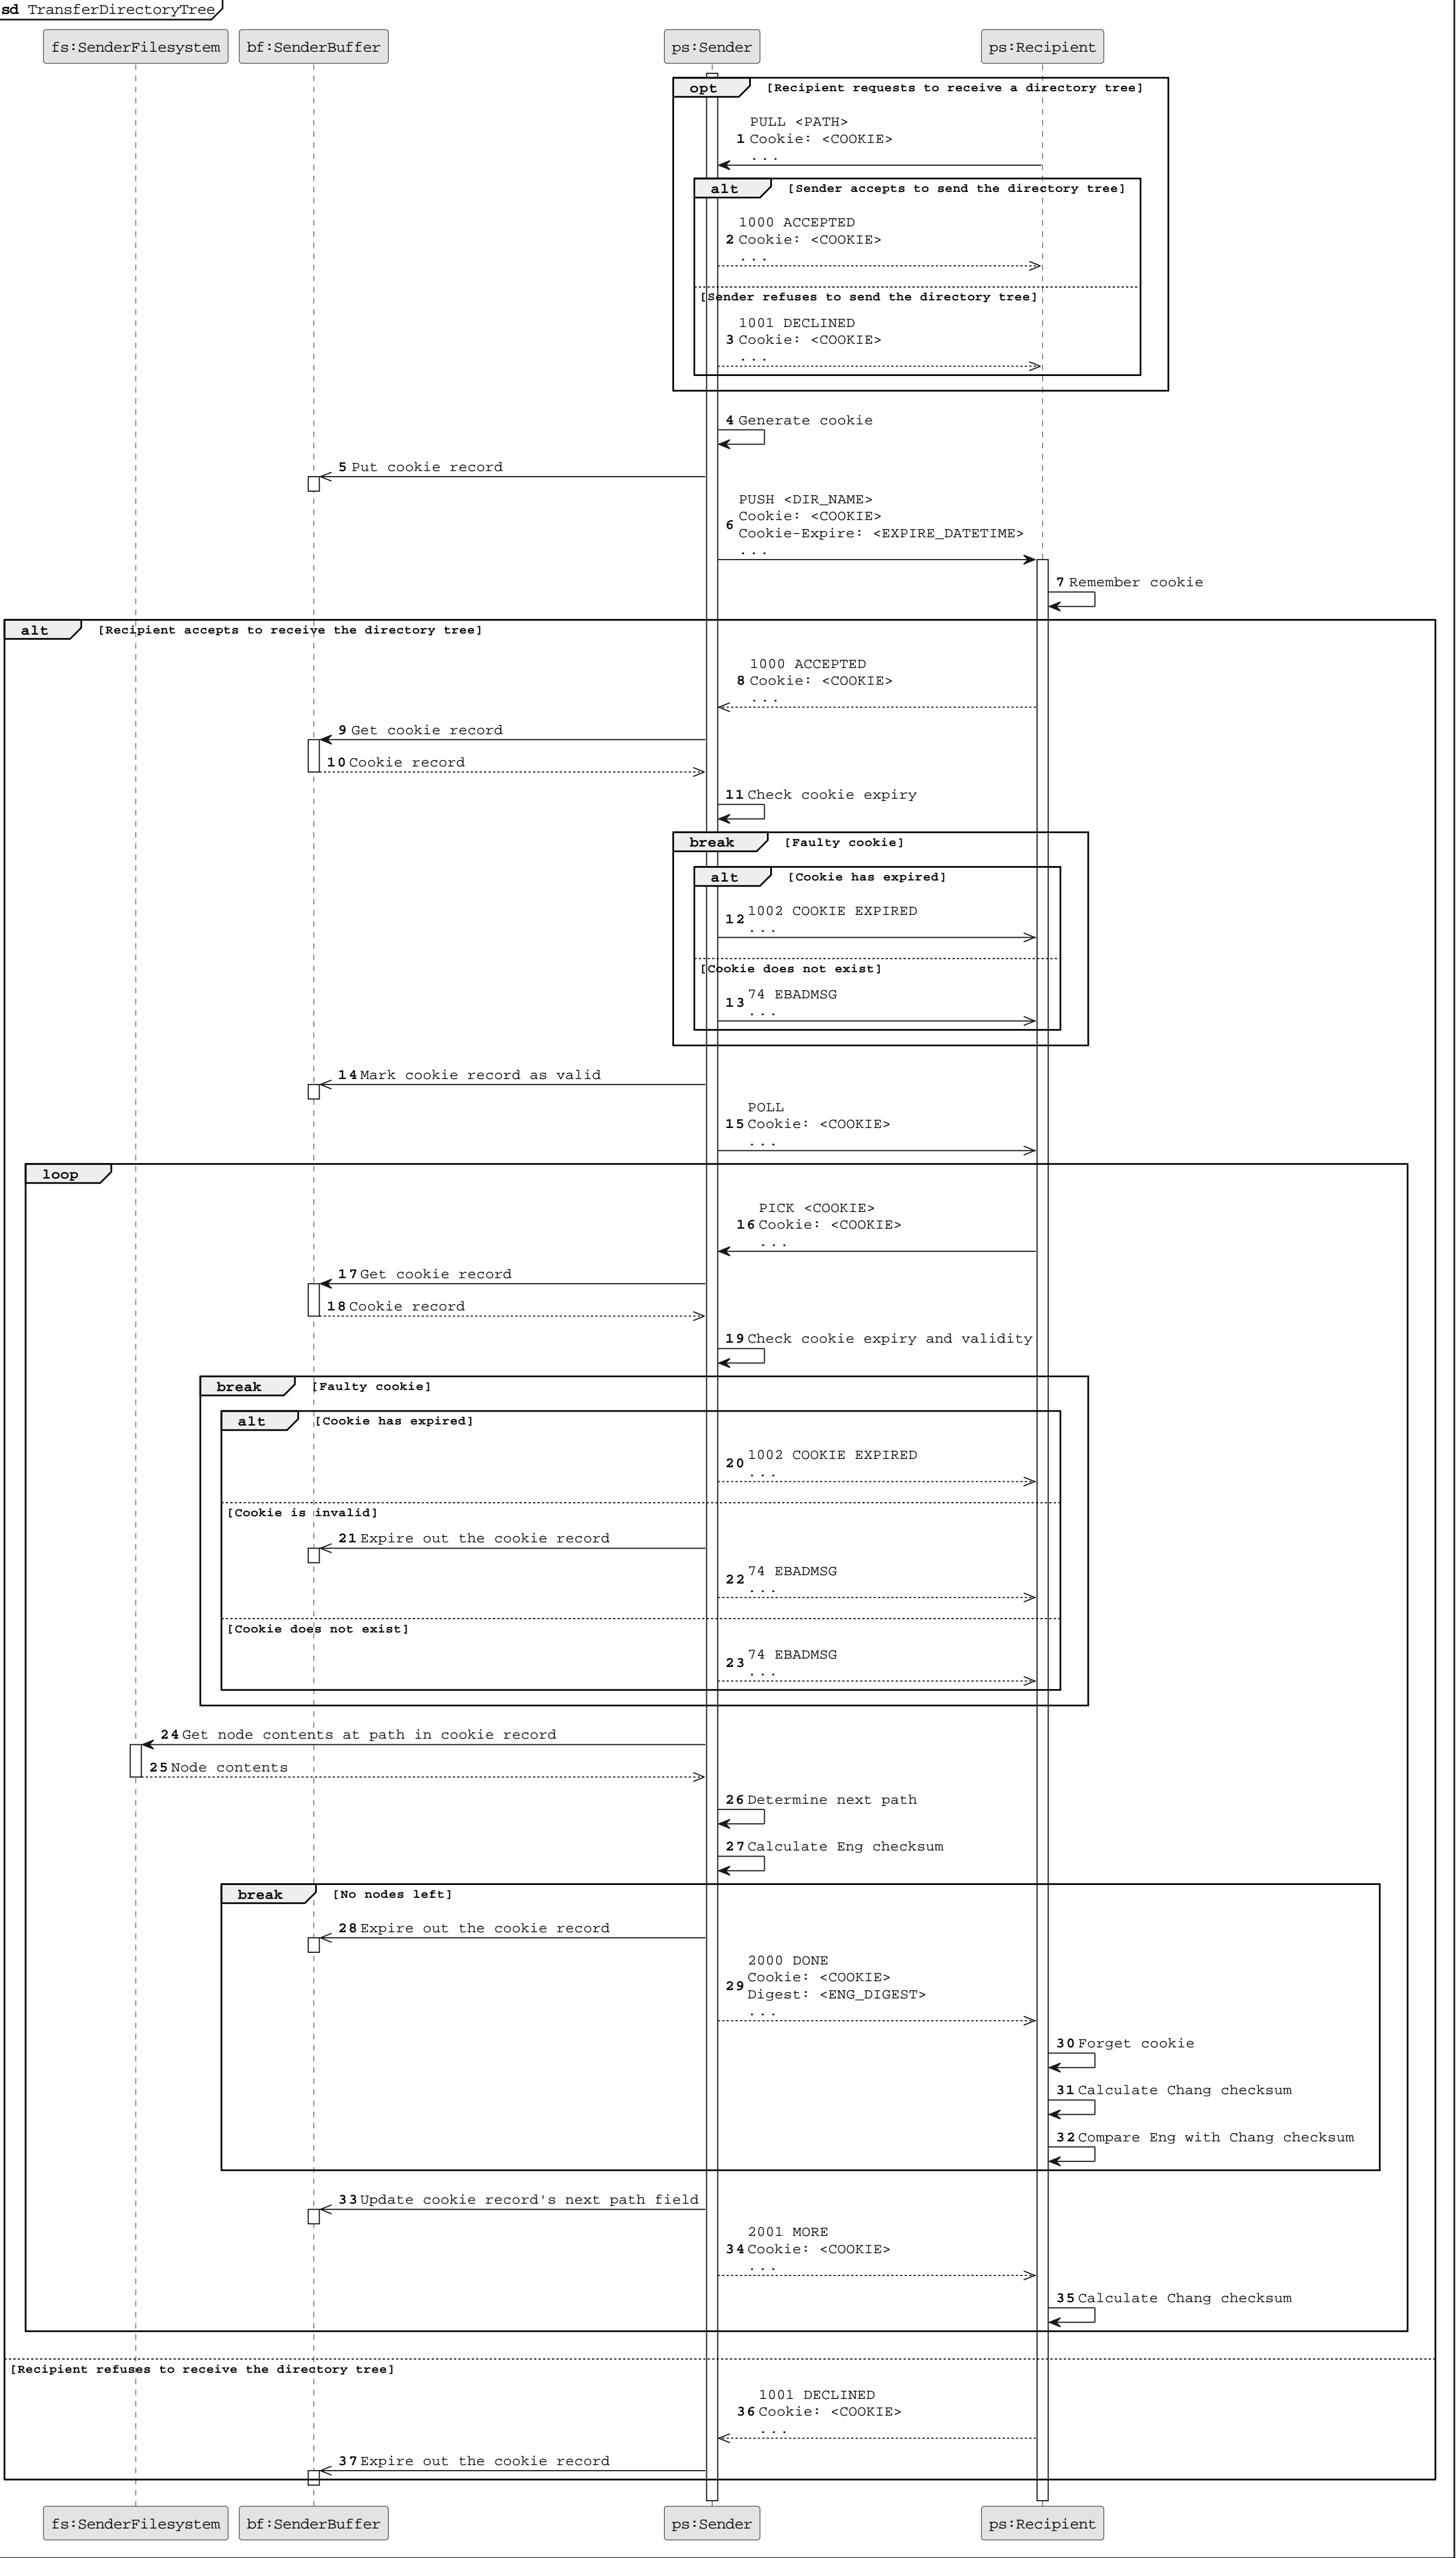 sd TransferDirectoryTree
fs:SenderFilesystem
bf:SenderBuffer
ps:Sender
ps:Recipient
opt
[Recipient requests to receive a directory tree]
PULL <PATH>
1 Cookie: <COOKIE>
...
alt
[Sender accepts to send the directory tree]
1000 ACCEPTED
2 Cookie: <COOKIE>
...
[Sender refuses to send the directory tree]
1001 DECLINED
3 Cookie: <COOKIE>
...
4 Generate cookie
5 Put cookie record
PUSH <DIR_NAME>
Cookie: <COOKIE>
6
Cookie-Expire: <EXPIRE_DATETIME>
...
7 Remember cookie
alt
[Recipient accepts to receive the directory tree]
1000 ACCEPTED
8 Cookie: <COOKIE>
...
9 Get cookie record
10 Cookie record
11 Check cookie expiry
break
[Faulty cookie]
alt
[Cookie has expired]
1002 COOKIE EXPIRED
12
...
[Cookie does not exist]
74 EBADMSG
13
...
14 Mark cookie record as valid
POLL
15 Cookie: <COOKIE>
...
loop
PICK <COOKIE>
16 Cookie: <COOKIE>
...
17 Get cookie record
18 Cookie record
19 Check cookie expiry and validity
break
[Faulty cookie]
alt
[Cookie has expired]
1002 COOKIE EXPIRED
20
...
[Cookie is invalid]
21 Expire out the cookie record
74 EBADMSG
22
...
[Cookie does not exist]
74 EBADMSG
23
...
24 Get node contents at path in cookie record
25 Node contents
26 Determine next path
27 Calculate Eng checksum
break
[No nodes left]
28 Expire out the cookie record
2000 DONE
Cookie: <COOKIE>
29
Digest: <ENG_DIGEST>
...
30 Forget cookie
31 Calculate Chang checksum
32 Compare Eng with Chang checksum
33 Update cookie record's next path field
2001 MORE
34 Cookie: <COOKIE>
...
35 Calculate Chang checksum
[Recipient refuses to receive the directory tree]
1001 DECLINED
36 Cookie: <COOKIE>
...
37 Expire out the cookie record
fs:SenderFilesystem
bf:SenderBuffer
ps:Sender
ps:Recipient